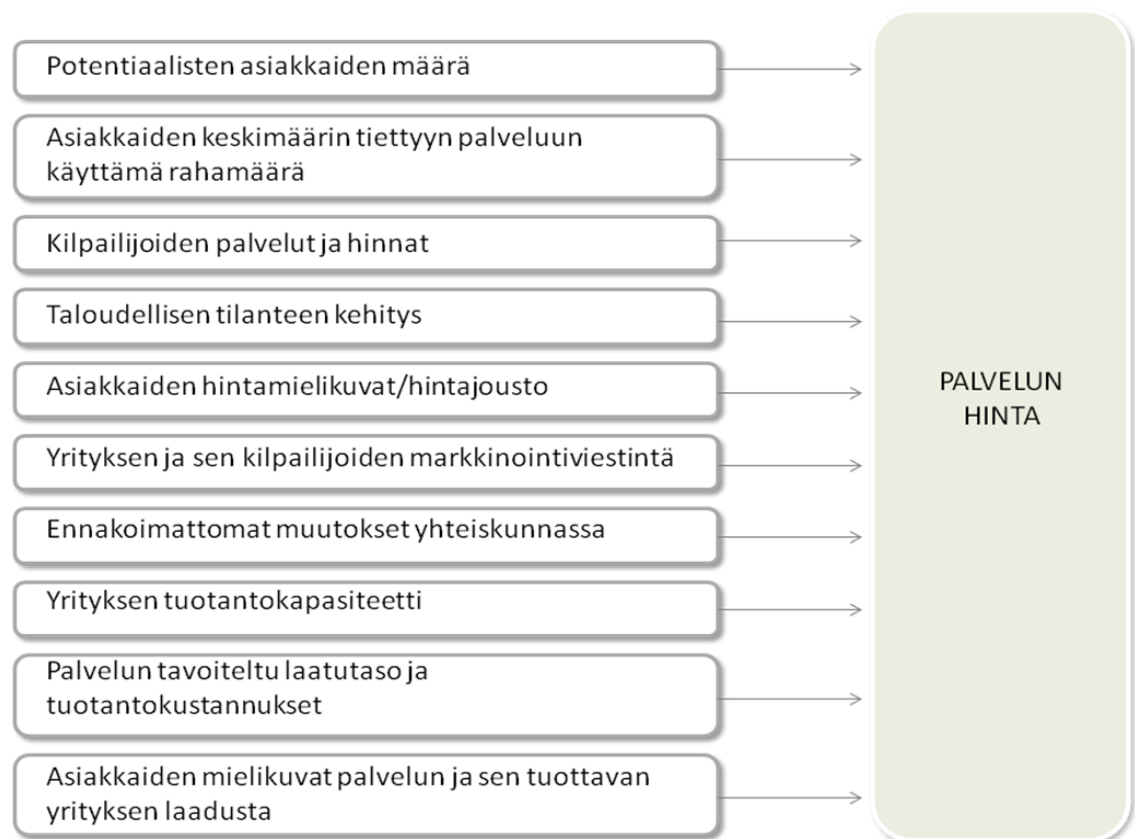 Potentiaalisten asiakkaiden määrä
Asiakkaiden keskimäärin tiettyyn palveluun
käyttämä rahamäärä
Kilpailijoiden palvelut ja hinnat
Taloudellisen tilanteen kehitys
Asiakkaiden hintamielikuvat/hintajousto
Yrityksen ja sen kilpailijoiden markkinointiviestintä
Ennakoimattomat muutokset yhteiskunnassa
Yrityksen tuotantokapasiteetti
Palvelun tavoiteltu laatutaso ja
tuotantokustannukset
Asiakkaiden mielikuvat palvelun ja sen tuottavan
yrityksen laadusta
PALVELUN
HINTA